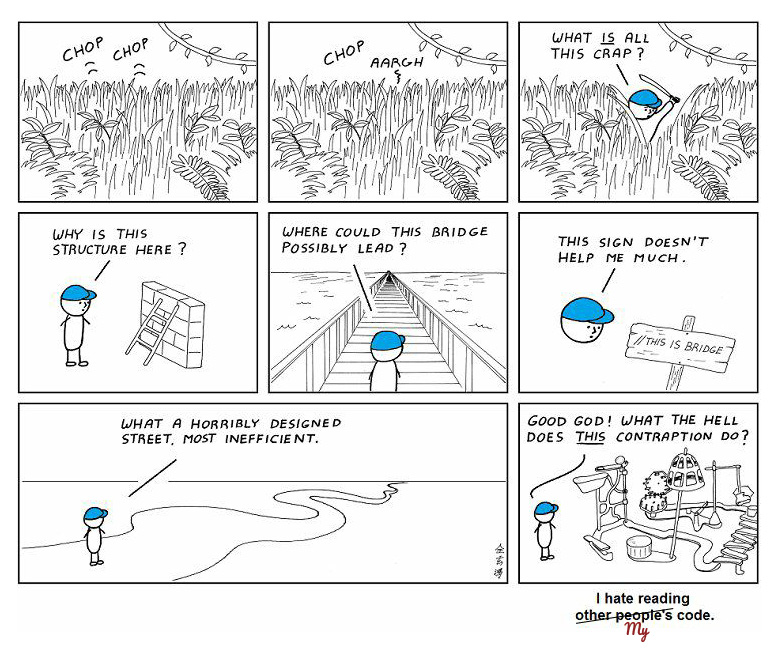 CHOP
CHOP
CHOP
AARGH
WHAT IS ALL
THIS CRAP?
WHY IS THIS
STRUCTURE HERE?
WHERE COULD THIS BRIDGE
POSSIBLY LEAD?
THIS SIGN DOESN'T
HELP ME MUCH.
//THIS IS BRIDGE
WHAT A HORRIBLY DESIGNED
STREET. MOST INEFFICIENT.
GOOD GOD! WHAT THE HELL
DOES THIS CONTRAPTION DO?
I hate reading
other people's code.
My